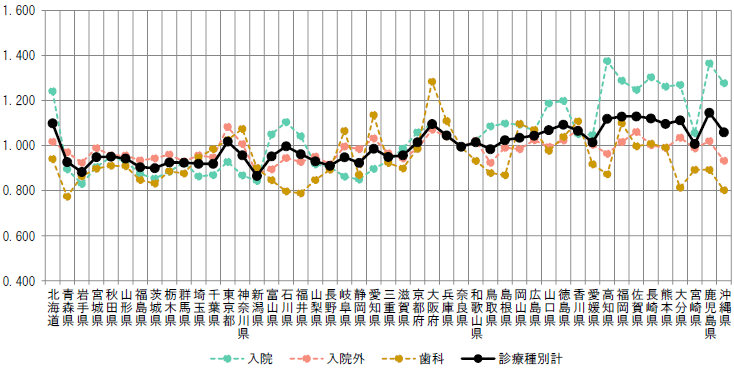 1.600
1.400
1.200
1.000
0.800
0.600
0.400
北海道
青森県
岩手県
宮城県
秋田県
山形県
福島県
茨城県
栃木県
群馬県
埼玉県
千葉県
東京都
神奈川県
新潟県
富山県
石川県
福井県
山梨県
長野県
岐阜県
静岡県
愛知県
三重県
滋賀県
京都府
大阪府
兵庫県
奈良県
和歌山県
鳥取県
島根県
岡山県
広島県
山口県
徳島県
香川県
愛媛県
高知県
福岡県
佐賀県
長崎県
熊本県
大分県
宮崎県
鹿児島県
沖縄県
入院 入院外 歯科 診療種別計